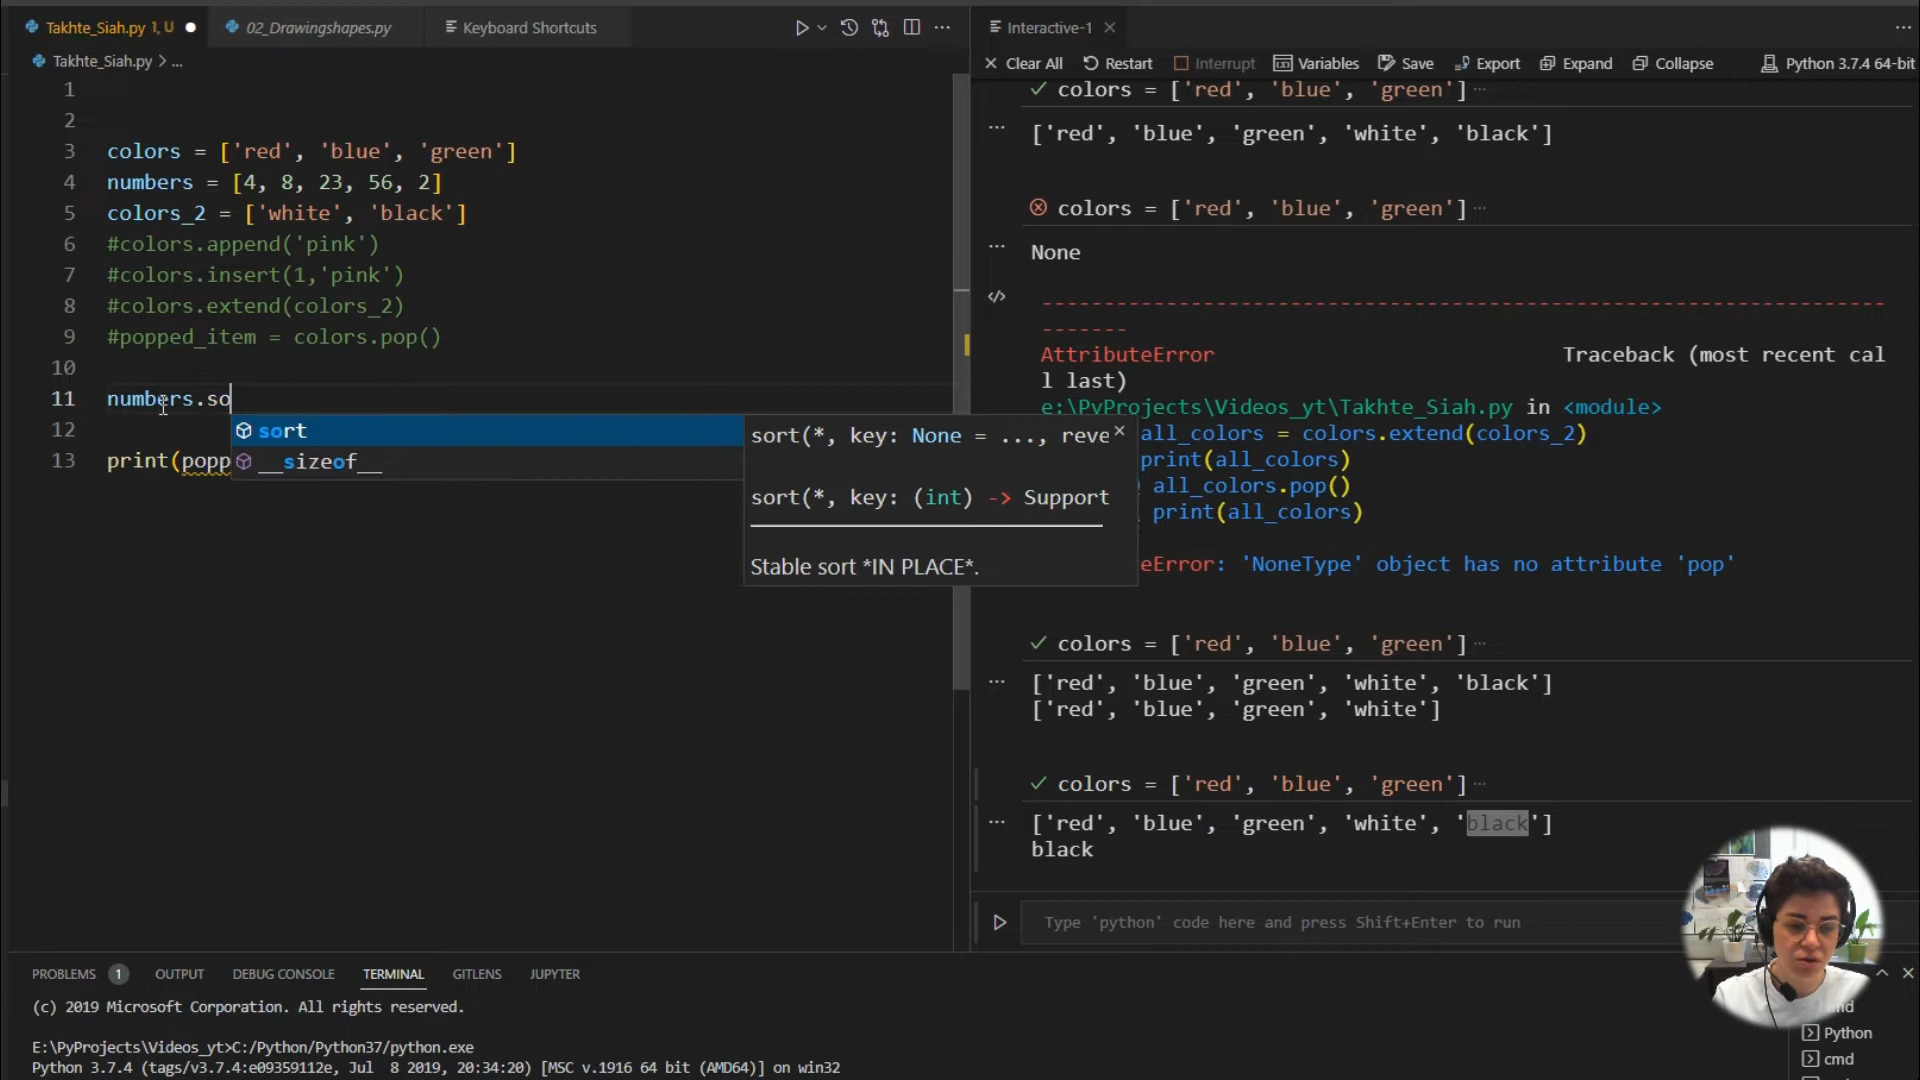 Takhte_Siah.py 1, U
02_Drawingshapes.py
Keyboard Shortcuts
Takhte_Siah.py > ...
1
2
3 colors = ['red', 'blue', 'green']
4 numbers = [4, 8, 23, 56, 2]
5 colors_2 = ['white', 'black']
6 #colors.append('pink')
7 #colors.insert(1,'pink')
8 #colors.extend(colors_2)
9 #popped_item = colors.pop()
10
11 numbers.so
12
13 print(popp
sort
__sizeof__
sort(*, key: None = ..., reve
sort(*, key: (int) -> Support
Stable sort *IN PLACE*.
Interactive-1
Clear All Restart Interrupt Variables Save Export Expand Collapse Python 3.7.4 64-bit
colors = ['red', 'blue', 'green'] ...
['red', 'blue', 'green', 'white', 'black']
colors = ['red', 'blue', 'green'] ...
None
---------------------------------------------------------------------------
-------
AttributeError Traceback (most recent cal
l last)
e:\PyProjects\Videos_yt\Takhte_Siah.py in <module>
all_colors = colors.extend(colors_2)
print(all_colors)
all_colors.pop()
print(all_colors)
eError: 'NoneType' object has no attribute 'pop'
colors = ['red', 'blue', 'green'] ...
['red', 'blue', 'green', 'white', 'black']
['red', 'blue', 'green', 'white']
colors = ['red', 'blue', 'green'] ...
['red', 'blue', 'green', 'white', 'black']
black
Type 'python' code here and press Shift+Enter to run
PROBLEMS 1 OUTPUT DEBUG CONSOLE TERMINAL GITLENS JUPYTER
(c) 2019 Microsoft Corporation. All rights reserved.
E:\PyProjects\Videos_yt>C:/Python/Python37/python.exe
Python 3.7.4 (tags/v3.7.4:e09359112e, Jul 8 2019, 20:34:20) [MSC v.1916 64 bit (AMD64)] on win32
Python
cmd